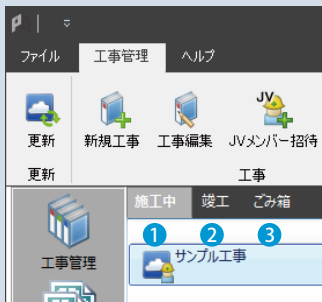 ファイル 工事管理 ヘルプ
JV
更新 新規工事 工事編集 JVメンバー招待
更新 工事
施工中 竣工 ごみ箱
1 2 3
工事管理
サンプル工事